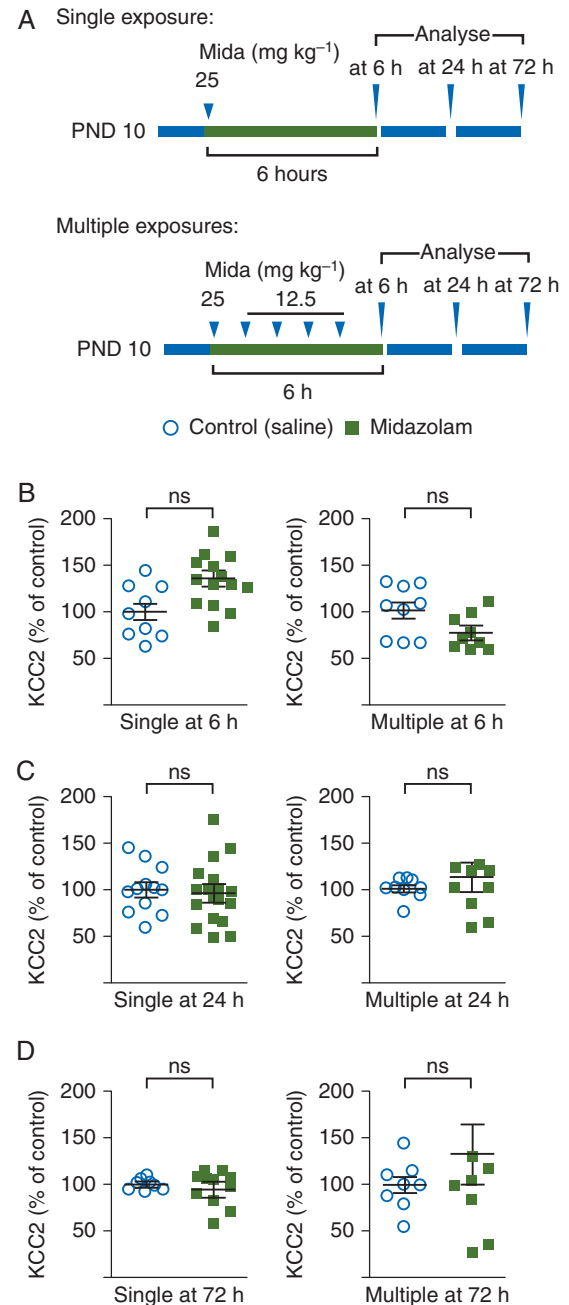 A
Single exposure:
Analyse
Mida (mg kg⁻¹)
at 6 h
at 24 h
at 72 h
25
PND 10
6 hours
Multiple exposures:
Analyse
Mida (mg kg⁻¹)
at 6 h
at 24 h
at 72 h
25
12.5
PND 10
6 h
Control (saline)
Midazolam
B
ns
KCC2 (% of control)
200
150
100
50
Single at 6 h
ns
KCC2 (% of control)
200
150
100
50
Multiple at 6 h
C
ns
KCC2 (% of control)
200
150
100
50
Single at 24 h
ns
KCC2 (% of control)
200
150
100
50
Multiple at 24 h
D
ns
KCC2 (% of control)
200
150
100
50
Single at 72 h
ns
KCC2 (% of control)
200
150
100
50
Multiple at 72 h